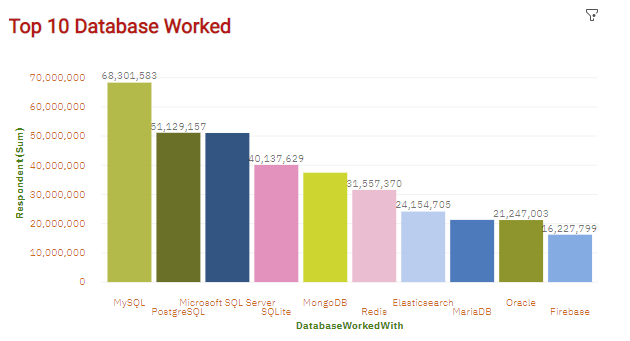 Top 10 Database Worked
70,000,000
60,000,000
50,000,000
40,000,000
30,000,000
20,000,000
10,000,000
0
Respondent(Sum)
68,301,583
51,129,157
40,137,629
31,557,370
24,154,705
21,247,003
16,227,799
MySQL
PostgreSQL
Microsoft SQL Server
SQLite
MongoDB
Redis
Elasticsearch
MariaDB
Oracle
Firebase
DatabaseWorkedWith